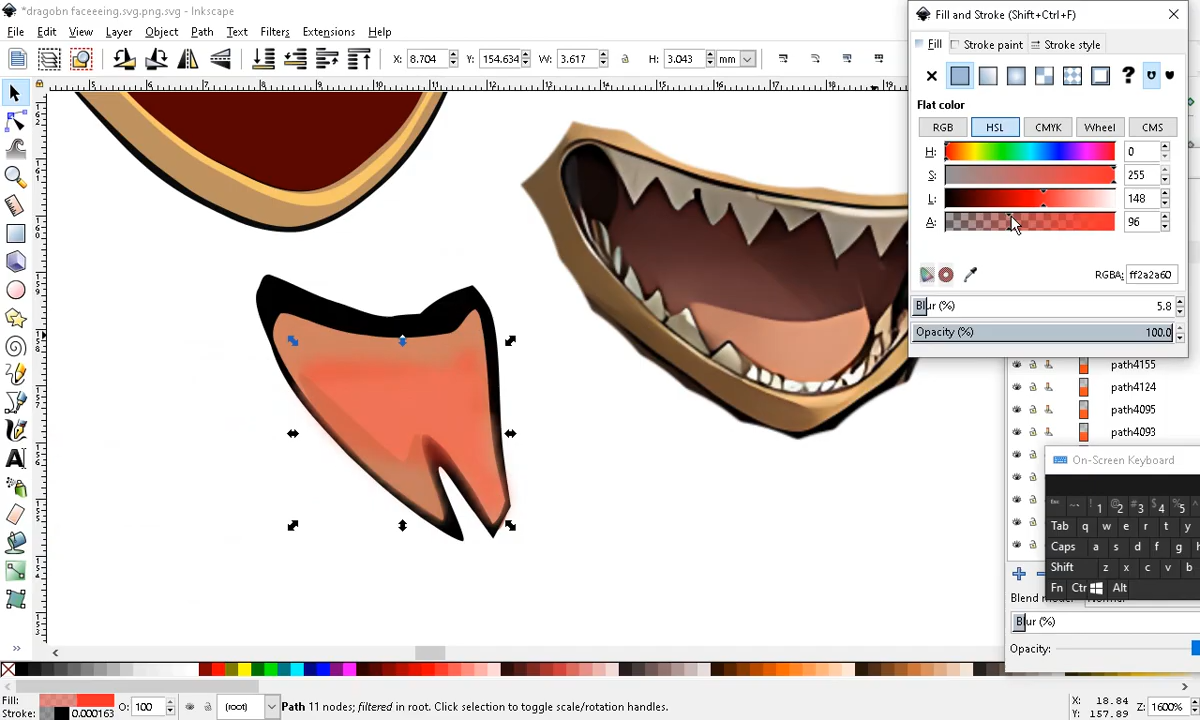 *dragobn faceeeing.svg.png.svg - Inkscape
File Edit View Layer Object Path Text Filters Extensions Help
X: 8.704 Y: 154.634 W: 3.617 H: 3.043 mm
Fill and Stroke (Shift+Ctrl+F)
Fill Stroke paint Stroke style
Flat color
RGB HSL CMYK Wheel CMS
H: 0
S: 255
L: 148
A: 96
RGBA: ff2a2a60
Blur (%) 5.8
Opacity (%) 100.0
path4155
path4124
path4095
path4093
On-Screen Keyboard
Tab q w e r t y
Caps a s d f g h
Shift z x c v b
Fn Ctr Alt
Blur (%)
Opacity:
Fill:
Stroke: 0.000163
O: 100
(root)
Path 11 nodes; filtered in root. Click selection to toggle scale/rotation handles.
X: 18.84
Y: 157.89
Z: 1600%